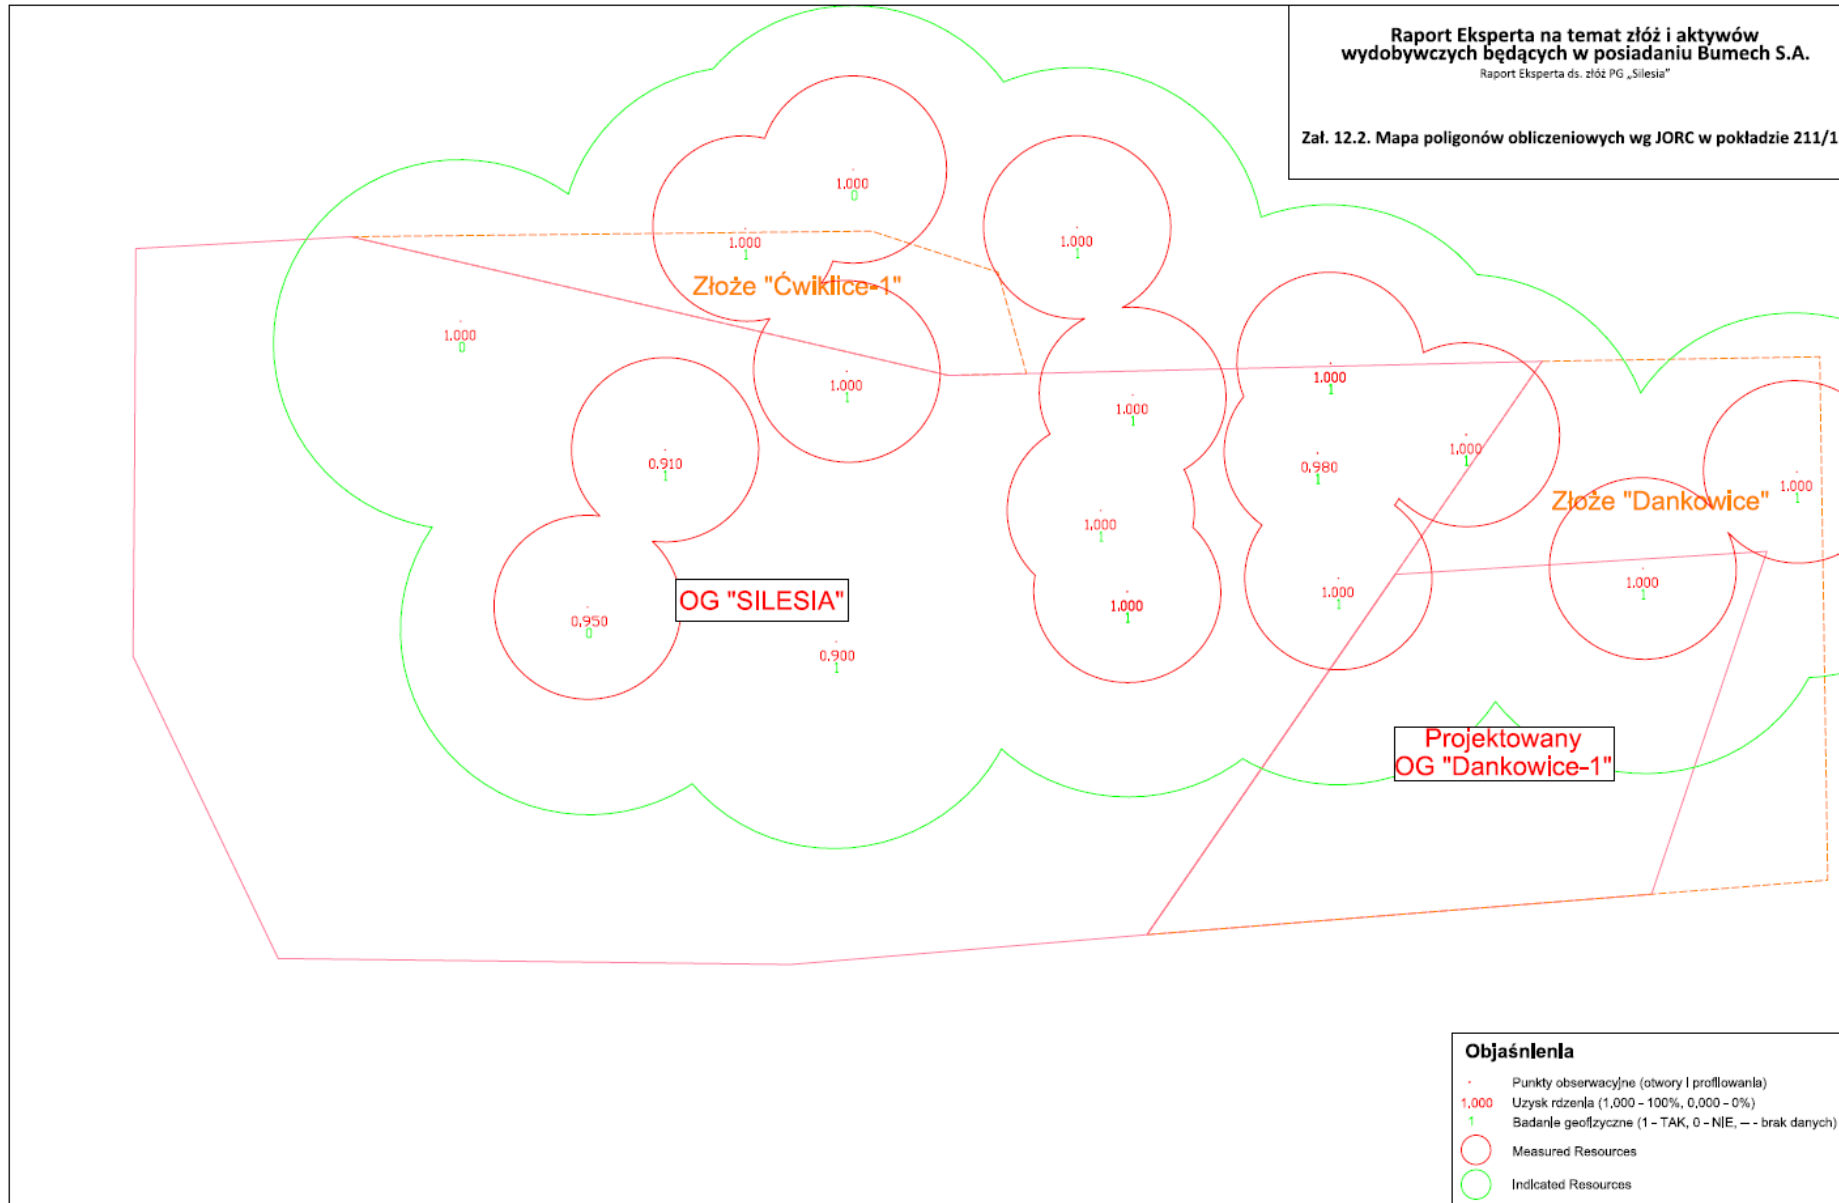 Raport Eksperta na temat złóż i aktywów
wydobywczych będących w posiadaniu Bumech S.A.
Raport Eksperta ds. złóż PG „Silesia”
Zał. 12.2. Mapa poligonów obliczeniowych wg JORC w pokładzie 211/1
1.000
0
1.000
1
1.000
1
Złoże "Ćwiklice-1"
1.000
0
1.000
1
1.000
1
1.000
1
1.000
1
0.910
1
0.980
1
1.000
1
Złoże "Dankowice"
1.000
1
1.000
1
1.000
1
1.000
1
1.000
1
OG "SILESIA"
0.950
0
0.900
1
Projektowany
OG "Dankowice-1"
Objaśnienia
Punkty obserwacyjne (otwory i profilowania)
1.000 Uzysk rdzenia (1,000 - 100%, 0,000 - 0%)
1 Badanie geofizyczne (1 - TAK, 0 - NIE, -- - brak danych)
Measured Resources
Indicated Resources